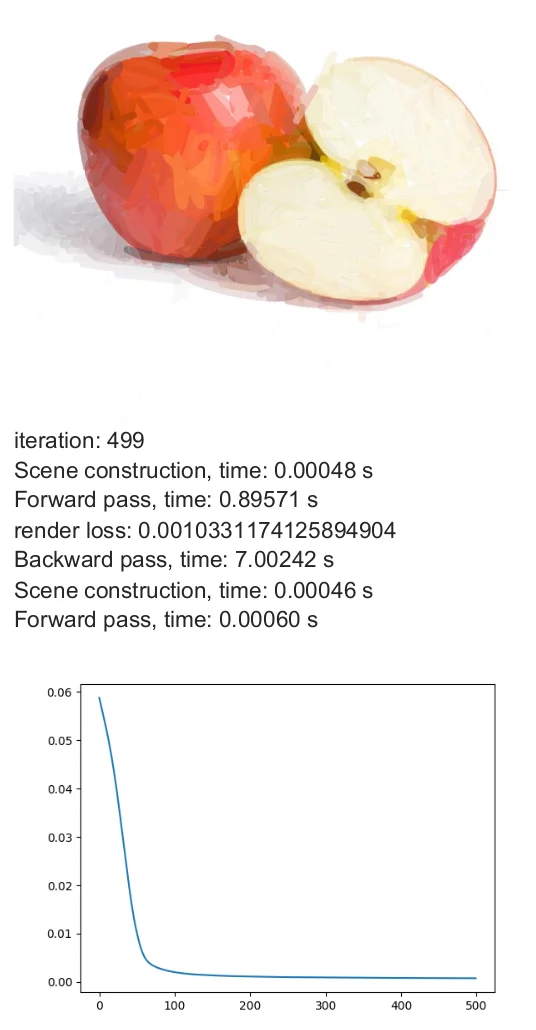 iteration: 499
Scene construction, time: 0.00048 s
Forward pass, time: 0.89571 s
render loss: 0.0010331174125894904
Backward pass, time: 7.00242 s
Scene construction, time: 0.00046 s
Forward pass, time: 0.00060 s
0.06
0.05
0.04
0.03
0.02
0.01
0.00
0 100 200 300 400 500